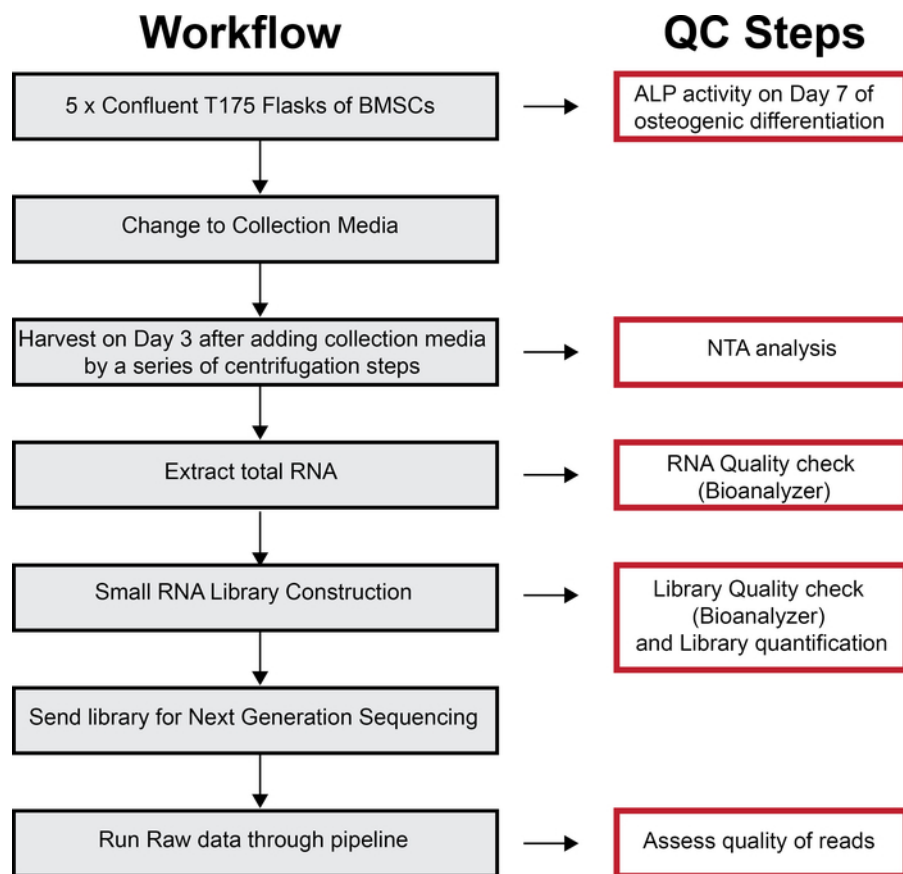 Workflow
QC Steps
5 x Confluent T175 Flasks of BMSCs
ALP activity on Day 7 of
osteogenic differentiation
Change to Collection Media
Harvest on Day 3 after adding collection media
by a series of centrifugation steps
NTA analysis
Extract total RNA
RNA Quality check
(Bioanalyzer)
Small RNA Library Construction
Library Quality check
(Bioanalyzer)
and Library quantification
Send library for Next Generation Sequencing
Run Raw data through pipeline
Assess quality of reads